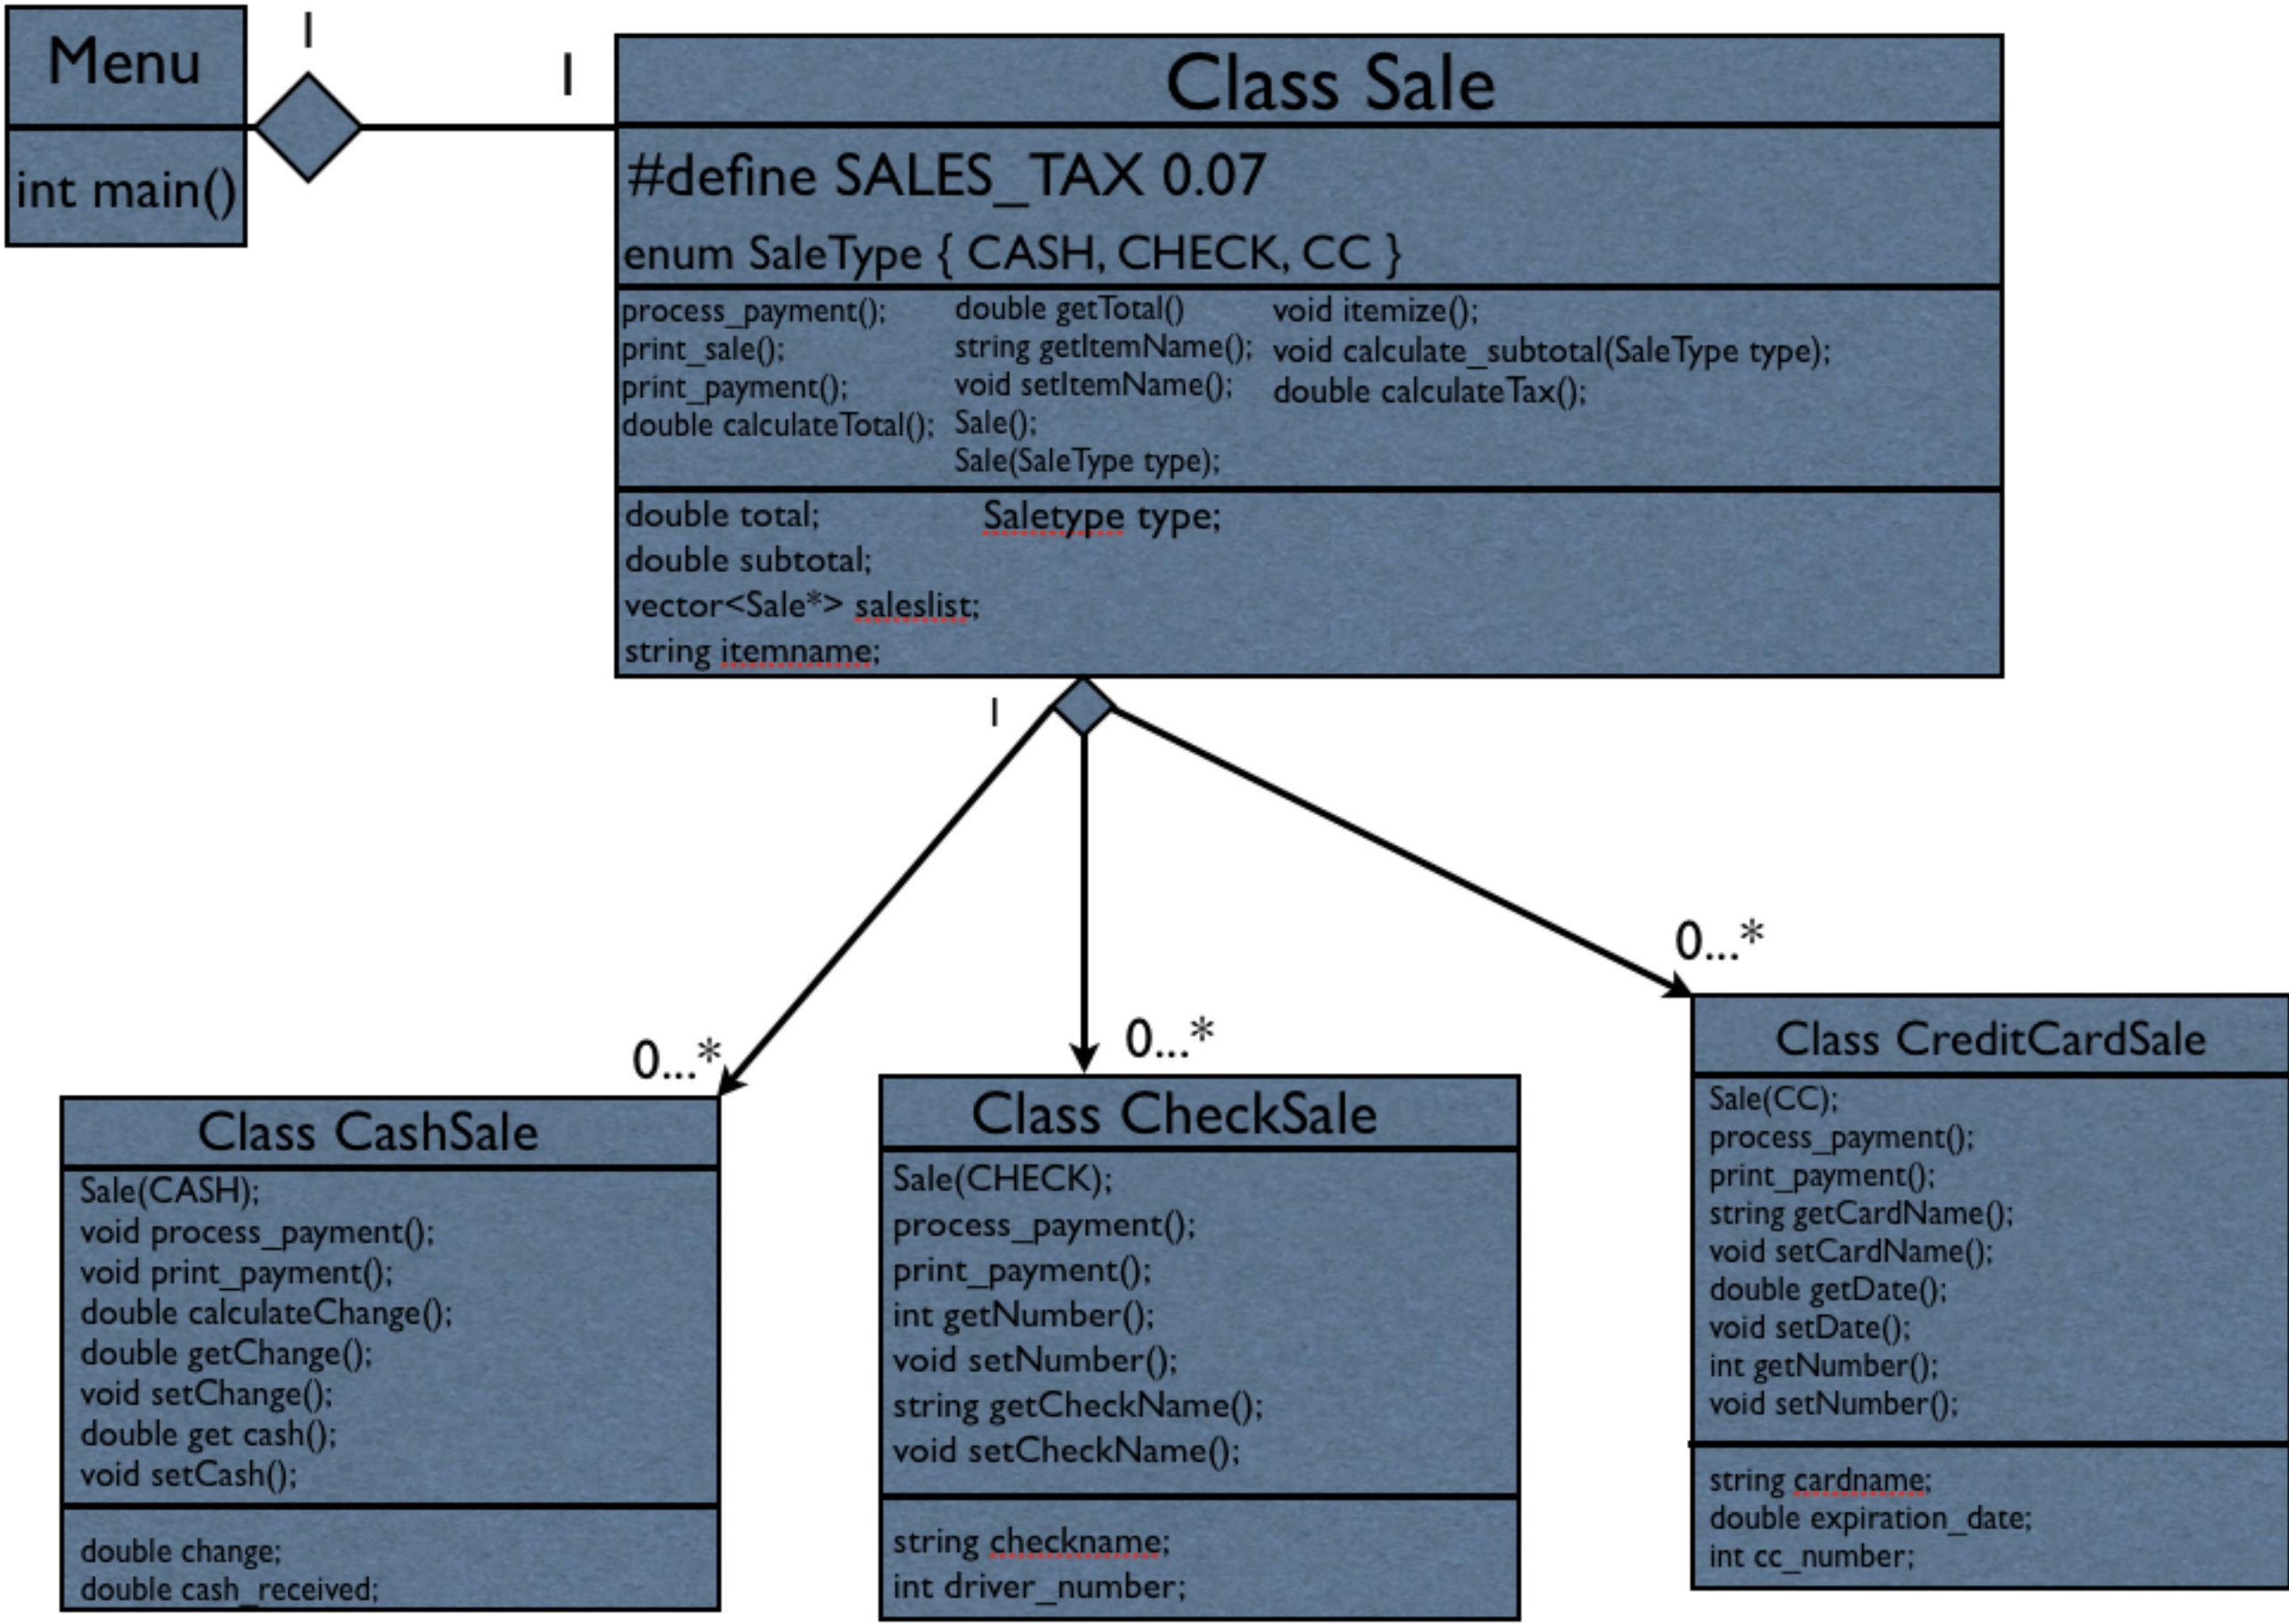 Menu
int main()
I
I
Class Sale
#define SALES_TAX 0.07
enum SaleType { CASH, CHECK, CC }
process_payment();
print_sale();
print_payment();
double calculateTotal();
double getTotal()
string getItemName();
void setItemName();
Sale();
Sale(SaleType type);
void itemize();
void calculate_subtotal(SaleType type);
double calculateTax();
double total;
double subtotal;
vector<Sale*> saleslist;
string itemname;
Saletype type;
I
0...*
0...*
0...*
Class CashSale
Sale(CASH);
void process_payment();
void print_payment();
double calculateChange();
double getChange();
void setChange();
double get cash();
void setCash();
double change;
double cash_received;
Class CheckSale
Sale(CHECK);
process_payment();
print_payment();
int getNumber();
void setNumber();
string getCheckName();
void setCheckName();
string checkname;
int driver_number;
Class CreditCardSale
Sale(CC);
process_payment();
print_payment();
string getCardName();
void setCardName();
double getDate();
void setDate();
int getNumber();
void setNumber();
string cardname;
double expiration_date;
int cc_number;